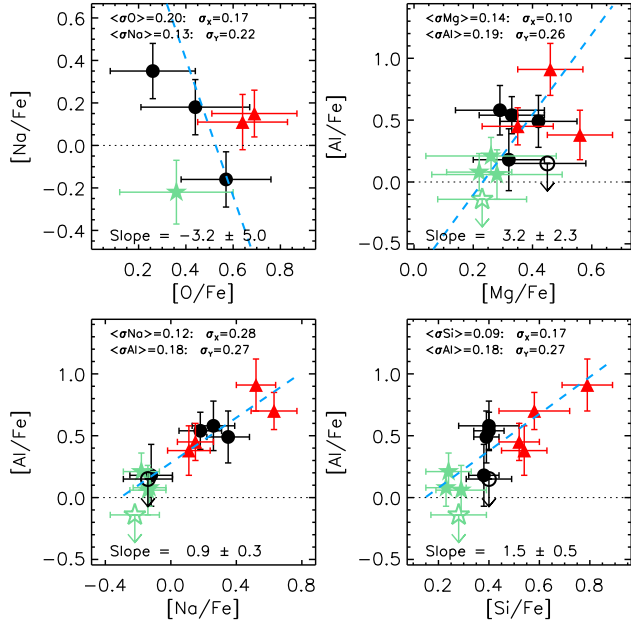 <σO>=0.20: σx=0.17
<σNa>=0.13: σY=0.22
[Na/Fe]
0.6
0.4
0.2
0.0
−0.2
−0.4
Slope = −3.2 ± 5.0
0.2 0.4 0.6 0.8
[O/Fe]
<σMg>=0.14: σx=0.10
<σAl>=0.19: σY=0.26
[Al/Fe]
1.0
0.5
0.0
−0.5
Slope = 3.2 ± 2.3
0.0 0.2 0.4 0.6
[Mg/Fe]
<σNa>=0.12: σx=0.28
<σAl>=0.18: σY=0.27
[Al/Fe]
1.0
0.5
0.0
−0.5
Slope = 0.9 ± 0.3
−0.4 0.0 0.4 0.8
[Na/Fe]
<σSi>=0.09: σx=0.17
<σAl>=0.18: σY=0.27
[Al/Fe]
1.0
0.5
0.0
−0.5
Slope = 1.5 ± 0.5
0.2 0.4 0.6 0.8
[Si/Fe]